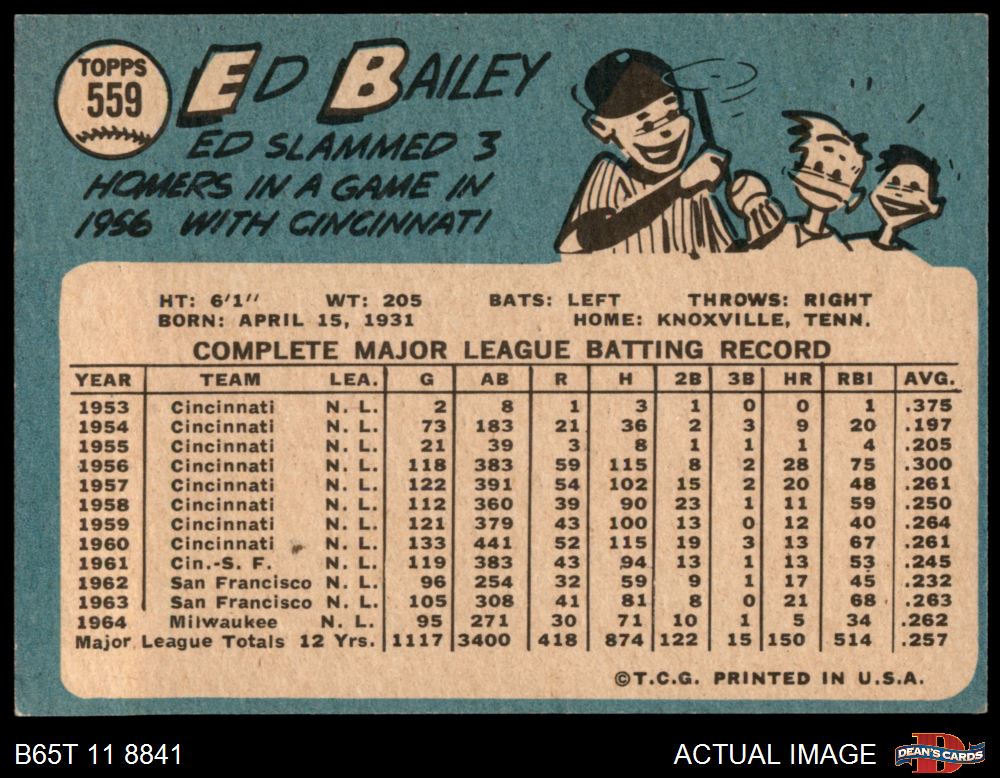 TOPPS
559
ED BAILEY
ED SLAMMED 3
HOMERS IN A GAME IN
1956 WITH CINCINNATI
HT: 6'1" WT: 205 BATS: LEFT THROWS: RIGHT
BORN: APRIL 15, 1931 HOME: KNOXVILLE, TENN.
COMPLETE MAJOR LEAGUE BATTING RECORD
YEAR TEAM LEA. G AB R H 2B 3B HR RBI AVG.
1953 Cincinnati N. L. 2 8 1 3 1 0 0 1 .375
1954 Cincinnati N. L. 73 183 21 36 2 3 9 20 .197
1955 Cincinnati N. L. 21 39 3 8 1 1 1 4 .205
1956 Cincinnati N. L. 118 383 59 115 8 2 28 75 .300
1957 Cincinnati N. L. 122 391 54 102 15 2 20 48 .261
1958 Cincinnati N. L. 112 360 39 90 23 1 11 59 .250
1959 Cincinnati N. L. 121 379 43 100 13 0 12 40 .264
1960 Cincinnati N. L. 133 441 52 115 19 3 13 67 .261
1961 Cin.-S. F. N. L. 119 383 43 94 13 1 13 53 .245
1962 San Francisco N. L. 96 254 32 59 9 1 17 45 .232
1963 San Francisco N. L. 105 308 41 81 8 0 21 68 .263
1964 Milwaukee N. L. 95 271 30 71 10 1 5 34 .262
Major League Totals 12 Yrs. 1117 3400 418 874 122 15 150 514 .257
©T.C.G. PRINTED IN U.S.A.
B65T 11 8841 ACTUAL IMAGE DEAN'S CARDS